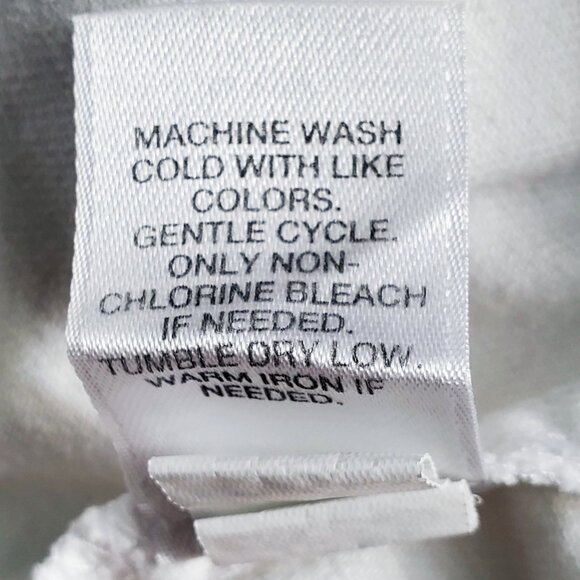 MACHINE WASH
COLD WITH LIKE
COLORS.
GENTLE CYCLE.
ONLY NON-
CHLORINE BLEACH
IF NEEDED.
TUMBLE DRY LOW.
WARM IRON IF
NEEDED.